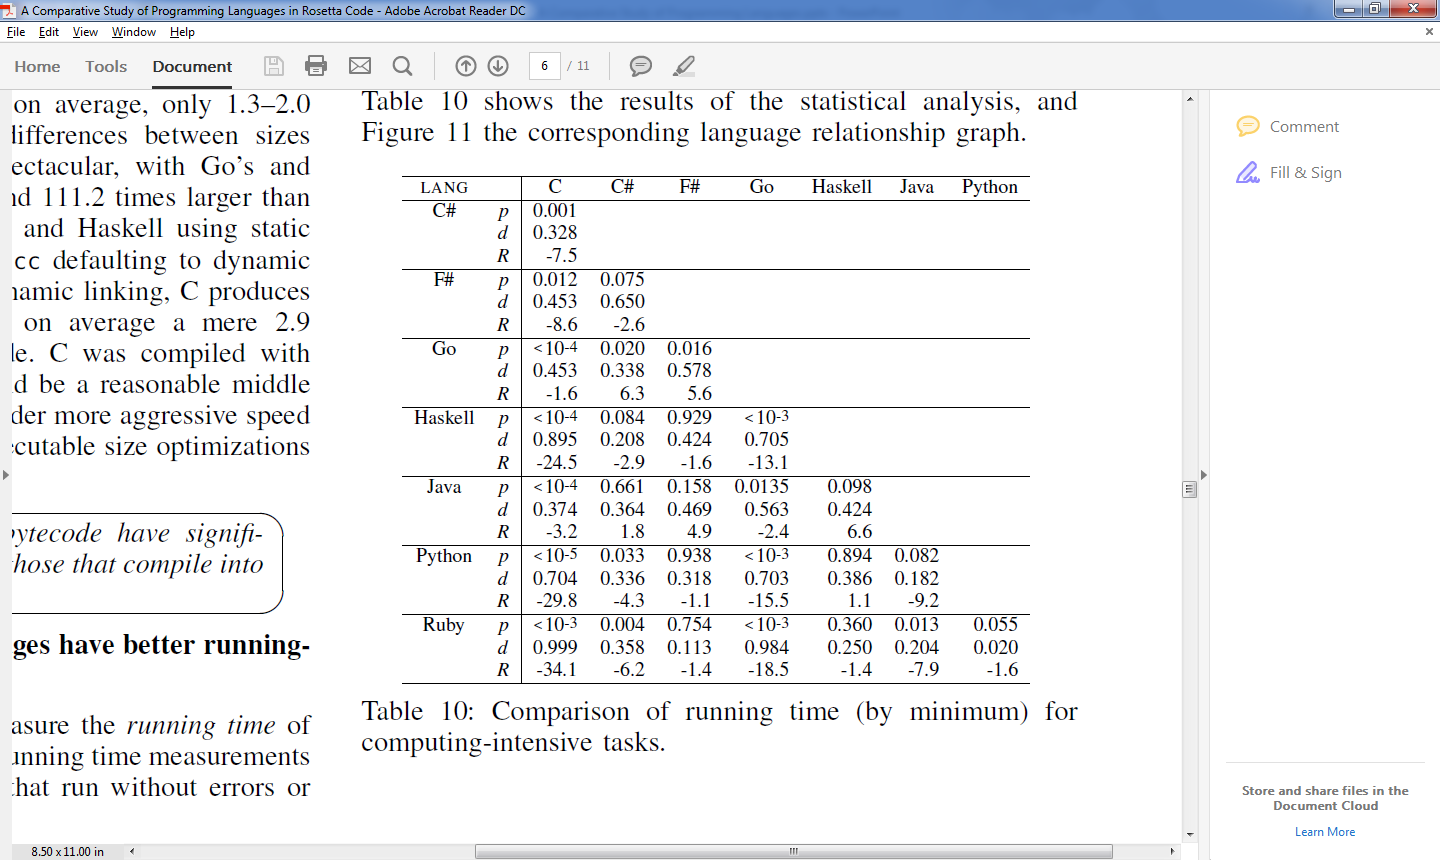 A Comparative Study of Programming Languages in Rosetta Code - Adobe Acrobat Reader DC
File Edit View Window Help
Home Tools Document 6 / 11
on average, only 1.3–2.0
differences between sizes
ectacular, with Go's and
nd 111.2 times larger than
and Haskell using static
cc defaulting to dynamic
namic linking, C produces
on average a mere 2.9
le. C was compiled with
d be a reasonable middle
der more aggressive speed
ecutable size optimizations
bytecode have signifi-
those that compile into
ges have better running-
asure the running time of
unning time measurements
that run without errors or
Table 10 shows the results of the statistical analysis, and
Figure 11 the corresponding language relationship graph.
LANG C C# F# Go Haskell Java Python
C# p 0.001
d 0.328
R -7.5
F# p 0.012 0.075
d 0.453 0.650
R -8.6 -2.6
Go p <10-4 0.020 0.016
d 0.453 0.338 0.578
R -1.6 6.3 5.6
Haskell p <10-4 0.084 0.929 <10-3
d 0.895 0.208 0.424 0.705
R -24.5 -2.9 -1.6 -13.1
Java p <10-4 0.661 0.158 0.0135 0.098
d 0.374 0.364 0.469 0.563 0.424
R -3.2 1.8 4.9 -2.4 6.6
Python p <10-5 0.033 0.938 <10-3 0.894 0.082
d 0.704 0.336 0.318 0.703 0.386 0.182
R -29.8 -4.3 -1.1 -15.5 1.1 -9.2
Ruby p <10-3 0.004 0.754 <10-3 0.360 0.013 0.055
d 0.999 0.358 0.113 0.984 0.250 0.204 0.020
R -34.1 -6.2 -1.4 -18.5 -1.4 -7.9 -1.6
Table 10: Comparison of running time (by minimum) for
computing-intensive tasks.
Comment
Fill & Sign
Store and share files in the
Document Cloud
Learn More
8.50 x 11.00 in